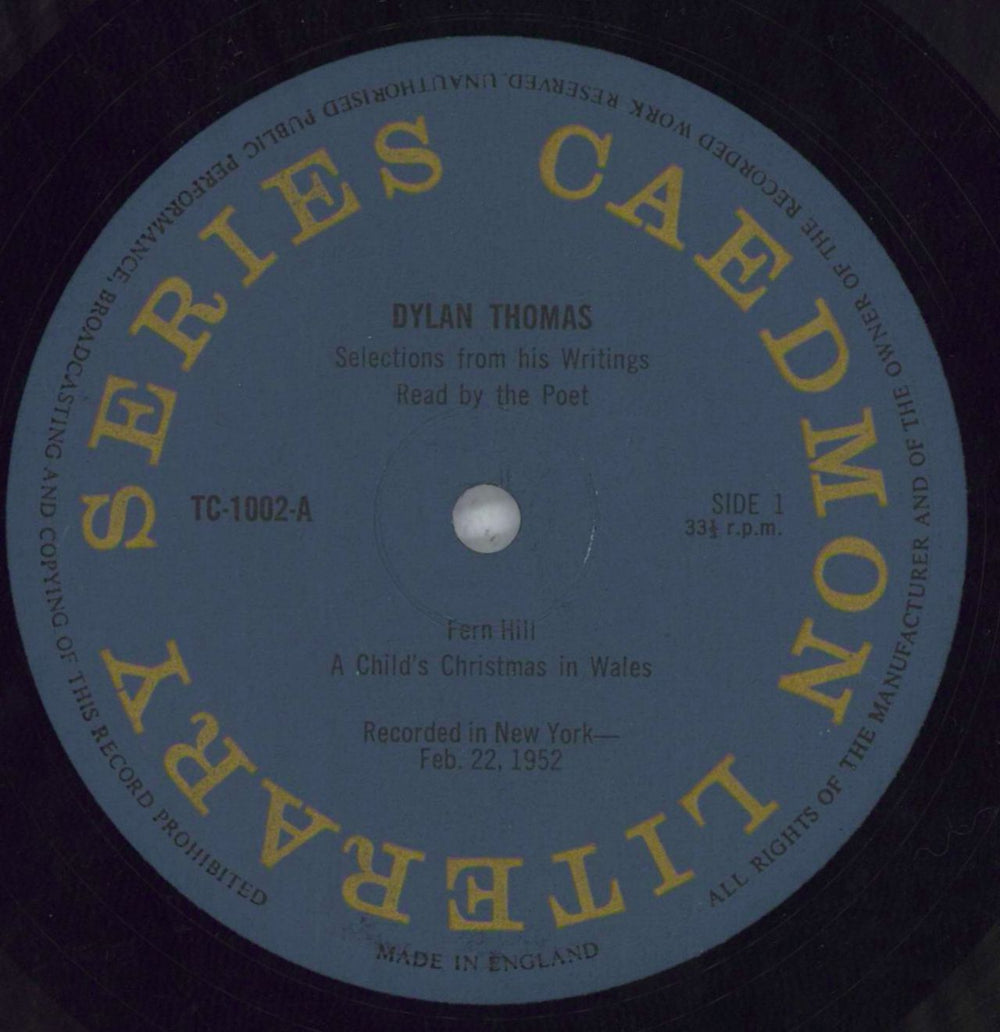 CAEDMON LITERARY SERIES
DYLAN THOMAS
Selections from his Writings
Read by the Poet
TC-1002-A
SIDE 1
33⅓ r.p.m.
Fern Hill
A Child's Christmas in Wales
Recorded in New York—
Feb. 22, 1952
ALL RIGHTS OF THE MANUFACTURER AND OF THE OWNER OF THE RECORDED WORK RESERVED. UNAUTHORISED PUBLIC PERFORMANCE, BROADCASTING AND COPYING OF THIS RECORD PROHIBITED
MADE IN ENGLAND